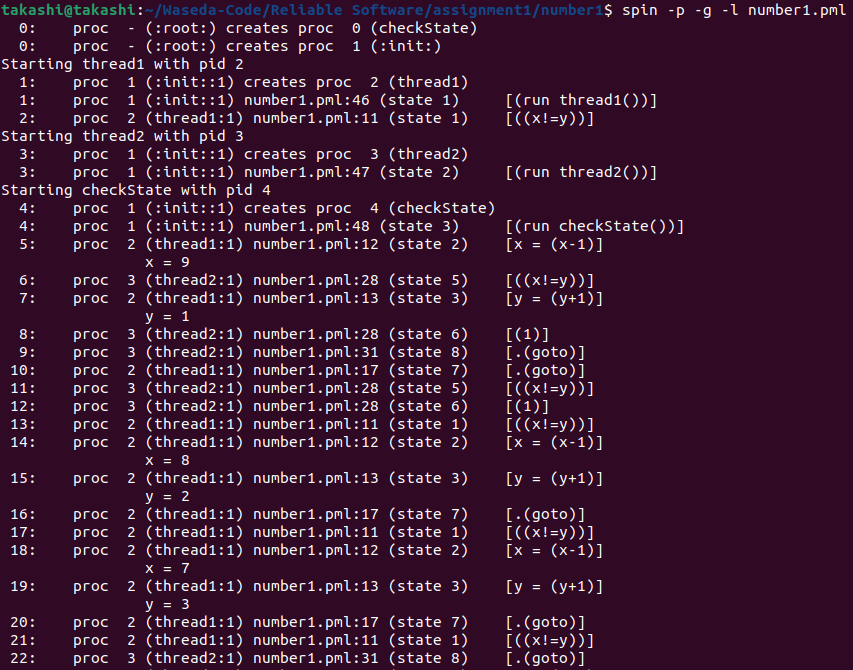 takashi@takashi:~/Waseda-Code/Reliable Software/assignment1/number1$ spin -p -g -l number1.pml
  0:    proc  - (:root:) creates proc  0 (checkState)
  0:    proc  - (:root:) creates proc  1 (:init:)
Starting thread1 with pid 2
  1:    proc  1 (:init::1) creates proc  2 (thread1)
  1:    proc  1 (:init::1) number1.pml:46 (state 1)     [(run thread1())]
  2:    proc  2 (thread1:1) number1.pml:11 (state 1)    [((x!=y))]
Starting thread2 with pid 3
  3:    proc  1 (:init::1) creates proc  3 (thread2)
  3:    proc  1 (:init::1) number1.pml:47 (state 2)     [(run thread2())]
Starting checkState with pid 4
  4:    proc  1 (:init::1) creates proc  4 (checkState)
  4:    proc  1 (:init::1) number1.pml:48 (state 3)     [(run checkState())]
  5:    proc  2 (thread1:1) number1.pml:12 (state 2)    [x = (x-1)]
                x = 9
  6:    proc  3 (thread2:1) number1.pml:28 (state 5)    [((x!=y))]
  7:    proc  2 (thread1:1) number1.pml:13 (state 3)    [y = (y+1)]
                y = 1
  8:    proc  3 (thread2:1) number1.pml:28 (state 6)    [(1)]
  9:    proc  3 (thread2:1) number1.pml:31 (state 8)    [.(goto)]
 10:    proc  2 (thread1:1) number1.pml:17 (state 7)    [.(goto)]
 11:    proc  3 (thread2:1) number1.pml:28 (state 5)    [((x!=y))]
 12:    proc  3 (thread2:1) number1.pml:28 (state 6)    [(1)]
 13:    proc  2 (thread1:1) number1.pml:11 (state 1)    [((x!=y))]
 14:    proc  2 (thread1:1) number1.pml:12 (state 2)    [x = (x-1)]
                x = 8
 15:    proc  2 (thread1:1) number1.pml:13 (state 3)    [y = (y+1)]
                y = 2
 16:    proc  2 (thread1:1) number1.pml:17 (state 7)    [.(goto)]
 17:    proc  2 (thread1:1) number1.pml:11 (state 1)    [((x!=y))]
 18:    proc  2 (thread1:1) number1.pml:12 (state 2)    [x = (x-1)]
                x = 7
 19:    proc  2 (thread1:1) number1.pml:13 (state 3)    [y = (y+1)]
                y = 3
 20:    proc  2 (thread1:1) number1.pml:17 (state 7)    [.(goto)]
 21:    proc  2 (thread1:1) number1.pml:11 (state 1)    [((x!=y))]
 22:    proc  3 (thread2:1) number1.pml:31 (state 8)    [.(goto)]